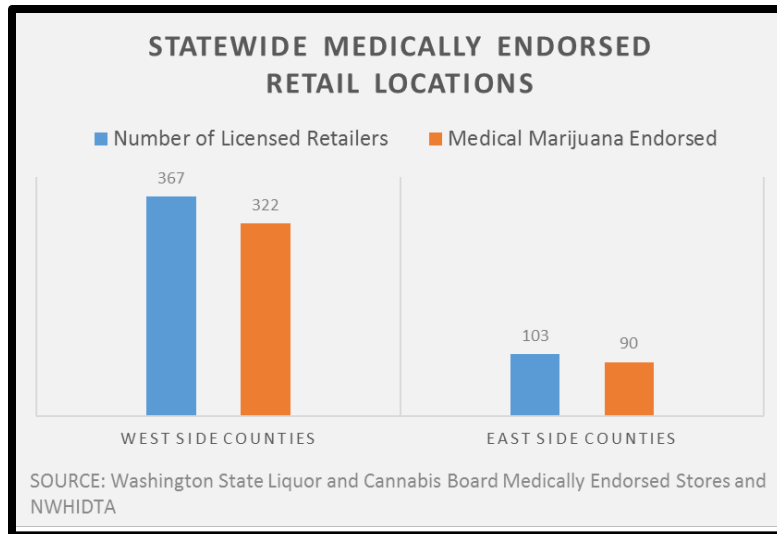 STATEWIDE MEDICALLY ENDORSED
RETAIL LOCATIONS
Number of Licensed Retailers Medical Marijuana Endorsed
367
322
103
90
WEST SIDE COUNTIES
EAST SIDE COUNTIES
SOURCE: Washington State Liquor and Cannabis Board Medically Endorsed Stores and
NWHIDTA